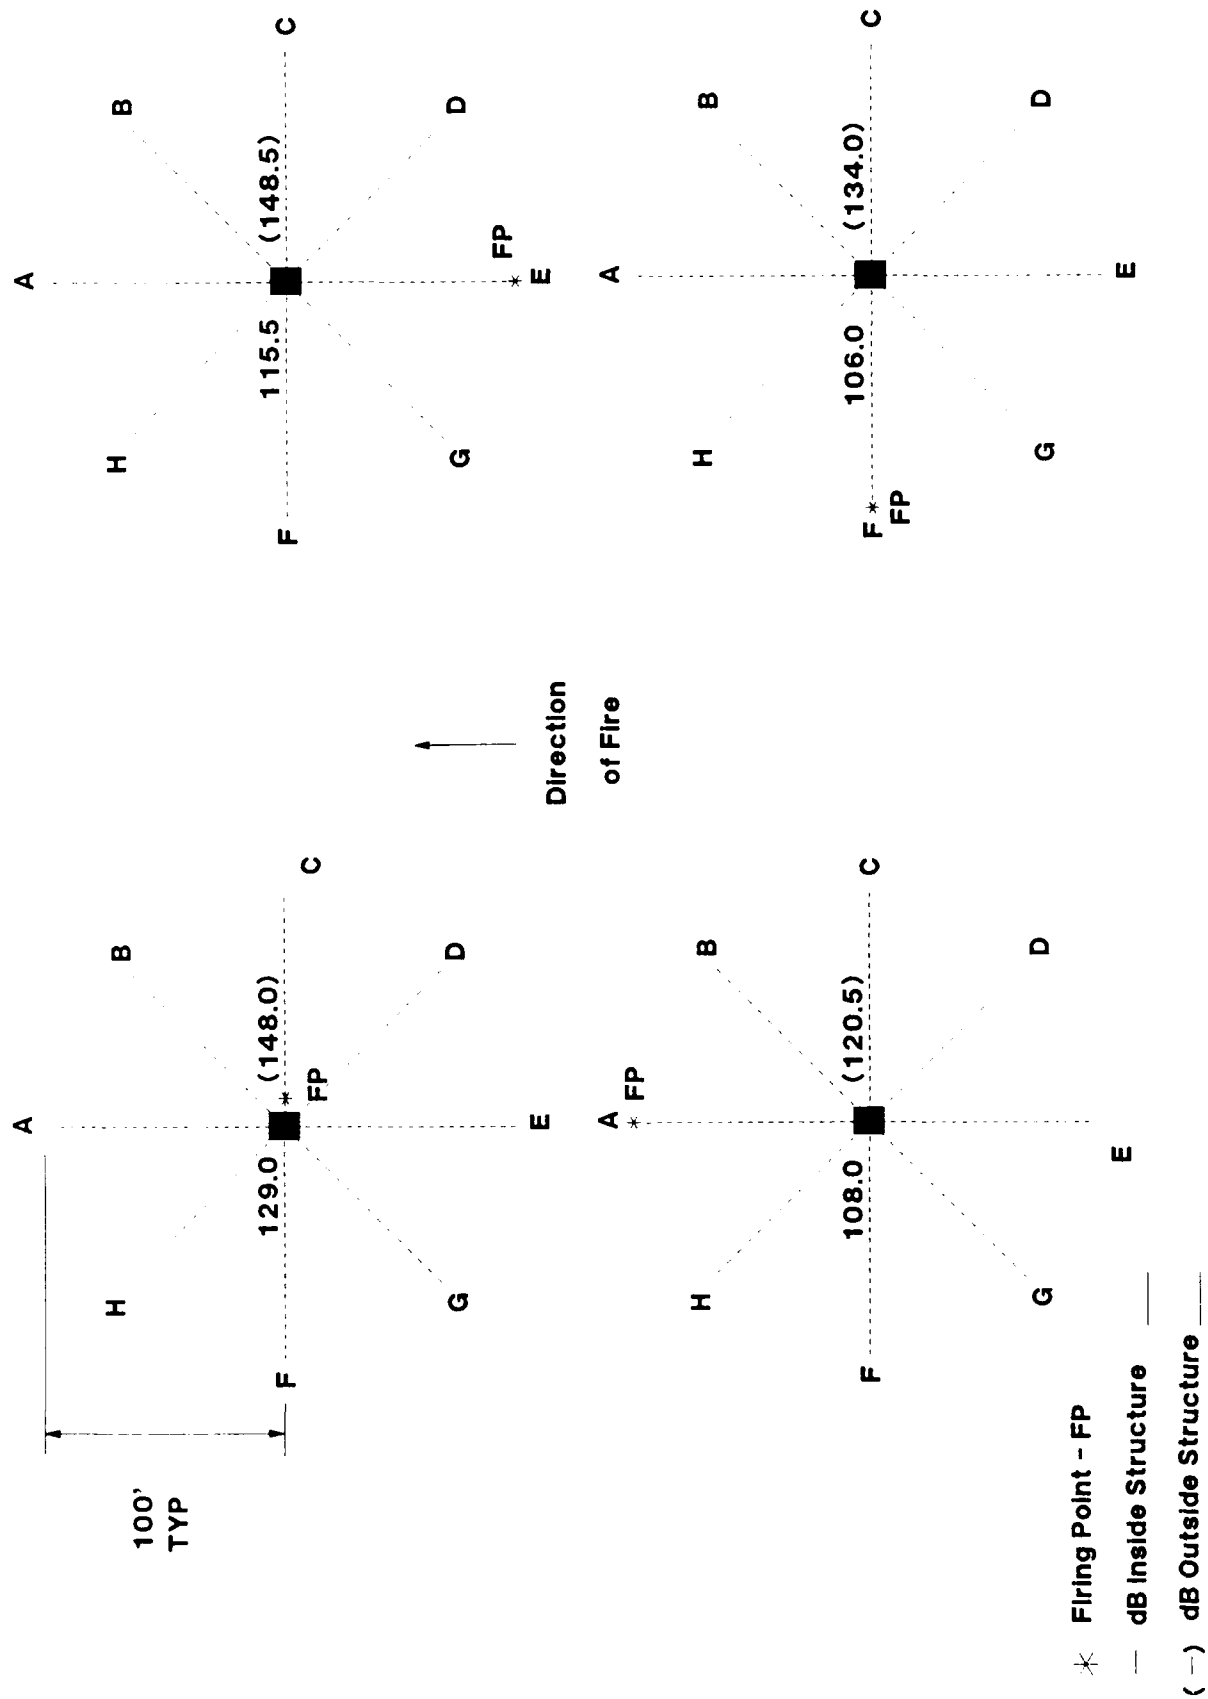 A
H
B
129.0
(148.0)
FP
F
C
G
D
E
100'
TYP
A
H
B
115.5
(148.5)
F
C
G
D
FP
E
Direction
of Fire
A
FP
H
B
108.0
(120.5)
F
C
G
D
E
A
H
B
106.0
(134.0)
F
FP
C
G
D
E
Firing Point - FP
— dB Inside Structure
(—) dB Outside Structure